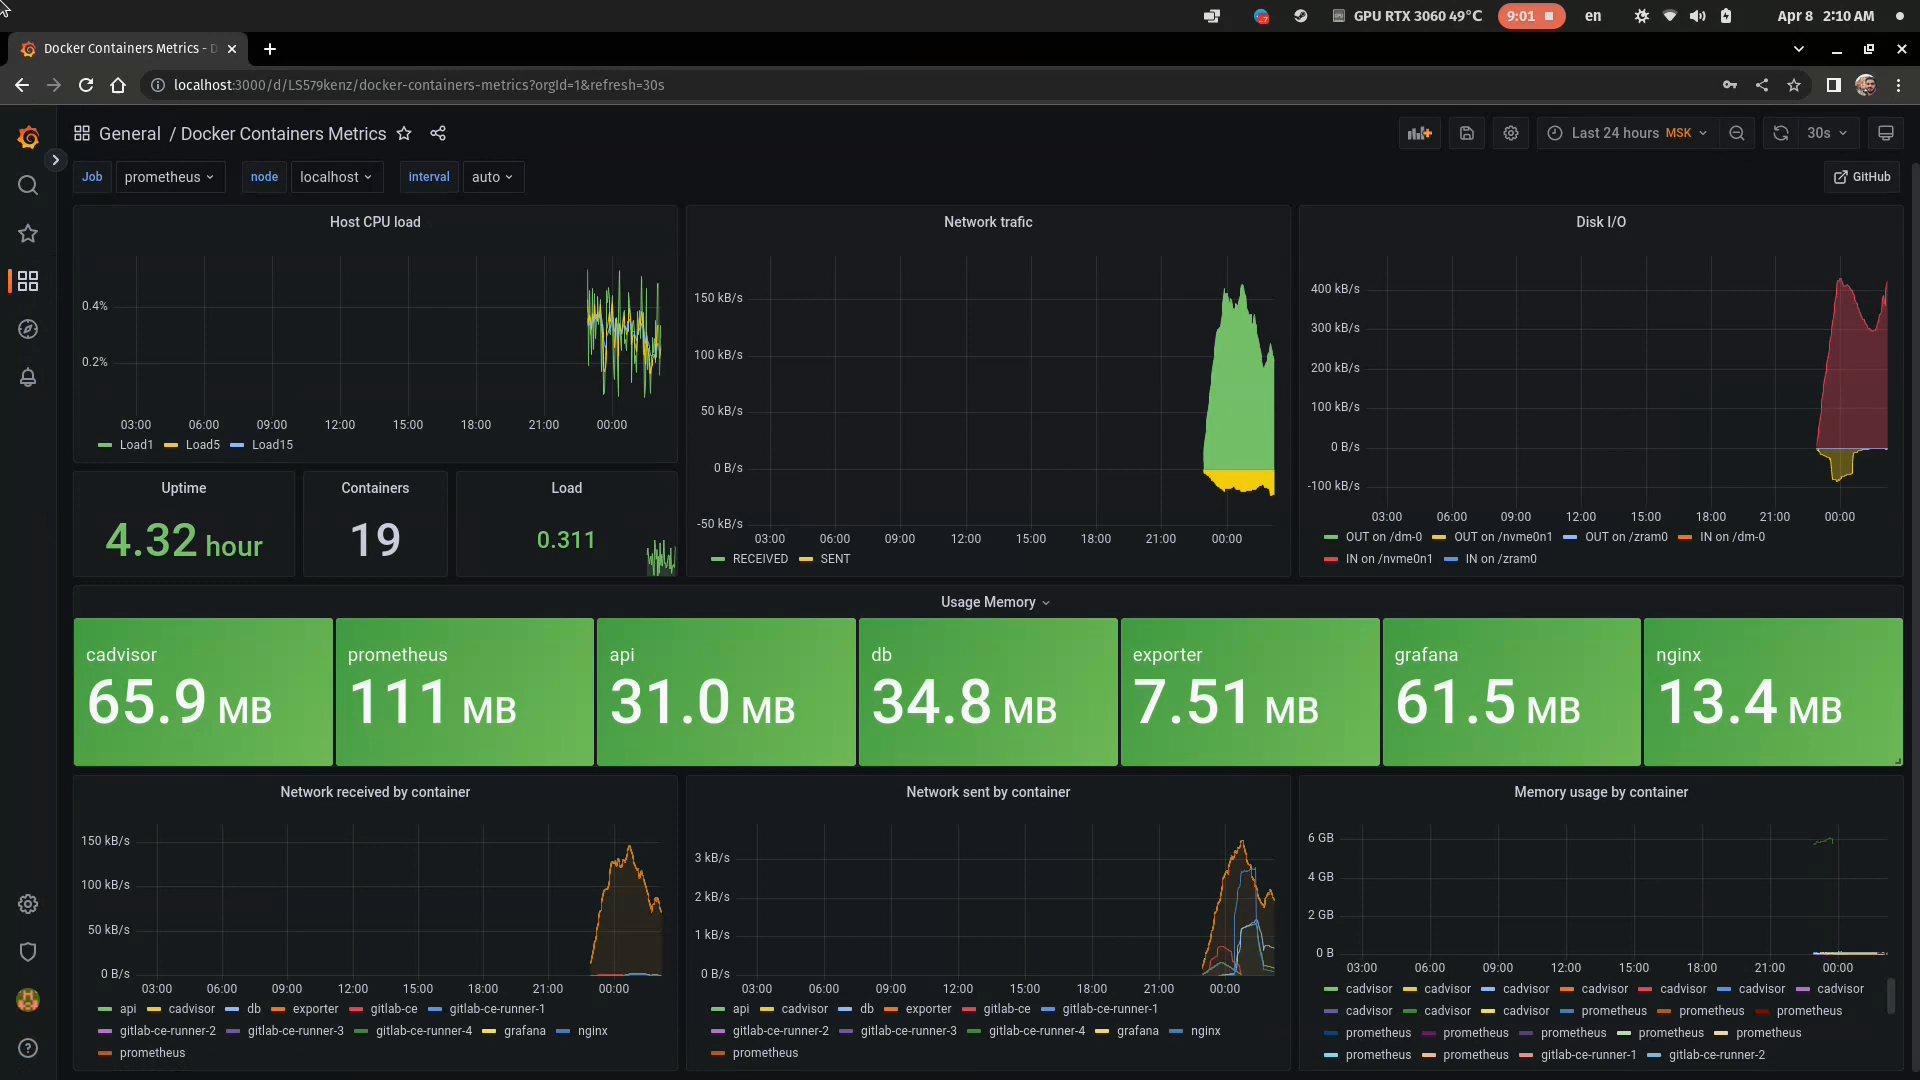 GPU RTX 3060 49°C 9:01 en Apr 8 2:10 AM
Docker Containers Metrics - D
localhost:3000/d/LS579kenz/docker-containers-metrics?orgId=1&refresh=30s
General / Docker Containers Metrics
Last 24 hours MSK 30s
Job prometheus node localhost Interval auto GitHub
Host CPU load
0.4%
0.2%
03:00 06:00 09:00 12:00 15:00 18:00 21:00 00:00
Load1 Load5 Load15
Uptime
4.32 hour
Containers
19
Load
0.311
Network trafic
150 kB/s
100 kB/s
50 kB/s
0 B/s
-50 kB/s
03:00 06:00 09:00 12:00 15:00 18:00 21:00 00:00
RECEIVED SENT
Disk I/O
400 kB/s
300 kB/s
200 kB/s
100 kB/s
0 B/s
-100 kB/s
03:00 06:00 09:00 12:00 15:00 18:00 21:00 00:00
OUT on /dm-0 OUT on /nvme0n1 OUT on /zram0 IN on /dm-0
IN on /nvme0n1 IN on /zram0
Usage Memory
cadvisor
65.9 MB
prometheus
111 MB
api
31.0 MB
db
34.8 MB
exporter
7.51 MB
grafana
61.5 MB
nginx
13.4 MB
Network received by container
150 kB/s
100 kB/s
50 kB/s
0 B/s
03:00 06:00 09:00 12:00 15:00 18:00 21:00 00:00
api cadvisor db exporter gitlab-ce gitlab-ce-runner-1
gitlab-ce-runner-2 gitlab-ce-runner-3 gitlab-ce-runner-4 grafana nginx
prometheus
Network sent by container
3 kB/s
2 kB/s
1 kB/s
0 B/s
03:00 06:00 09:00 12:00 15:00 18:00 21:00 00:00
api cadvisor db exporter gitlab-ce gitlab-ce-runner-1
gitlab-ce-runner-2 gitlab-ce-runner-3 gitlab-ce-runner-4 grafana nginx
prometheus
Memory usage by container
6 GB
4 GB
2 GB
0 B
03:00 06:00 09:00 12:00 15:00 18:00 21:00 00:00
cadvisor cadvisor cadvisor cadvisor cadvisor cadvisor cadvisor
cadvisor cadvisor cadvisor prometheus prometheus prometheus
prometheus prometheus prometheus prometheus prometheus
prometheus prometheus gitlab-ce-runner-1 gitlab-ce-runner-2